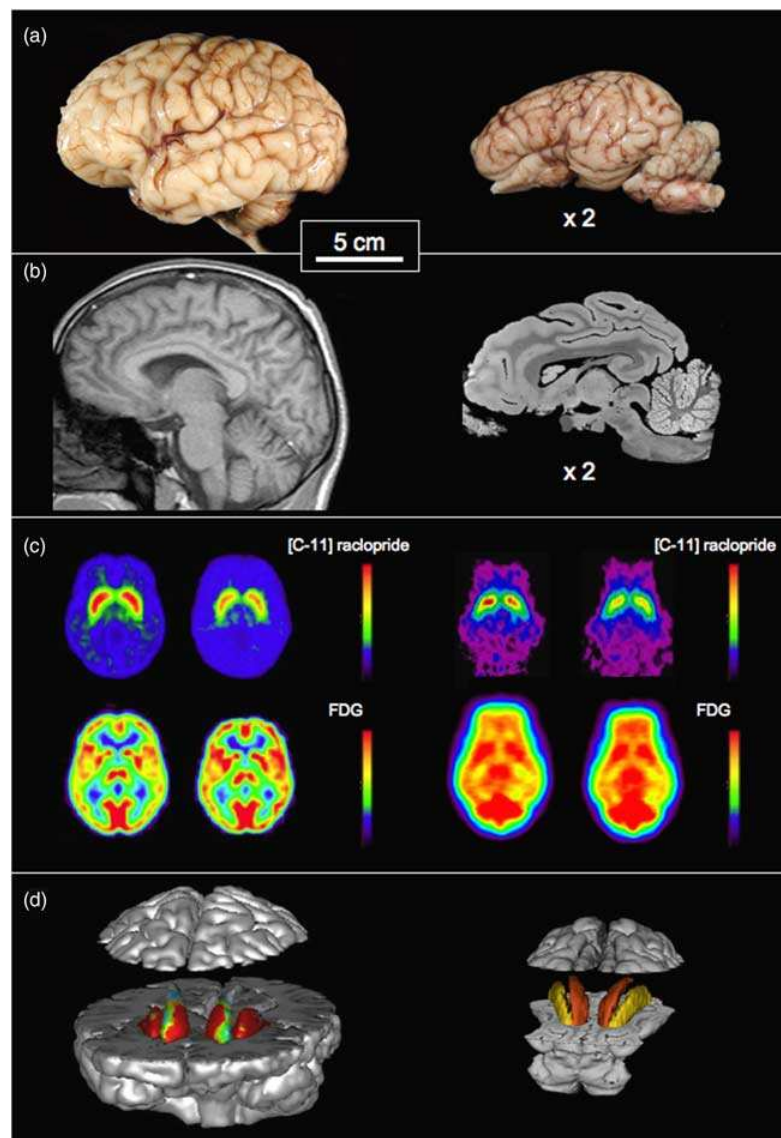 (a)
x 2
5 cm
(b)
x 2
(c)
[C-11] raclopride
[C-11] raclopride
FDG
FDG
(d)